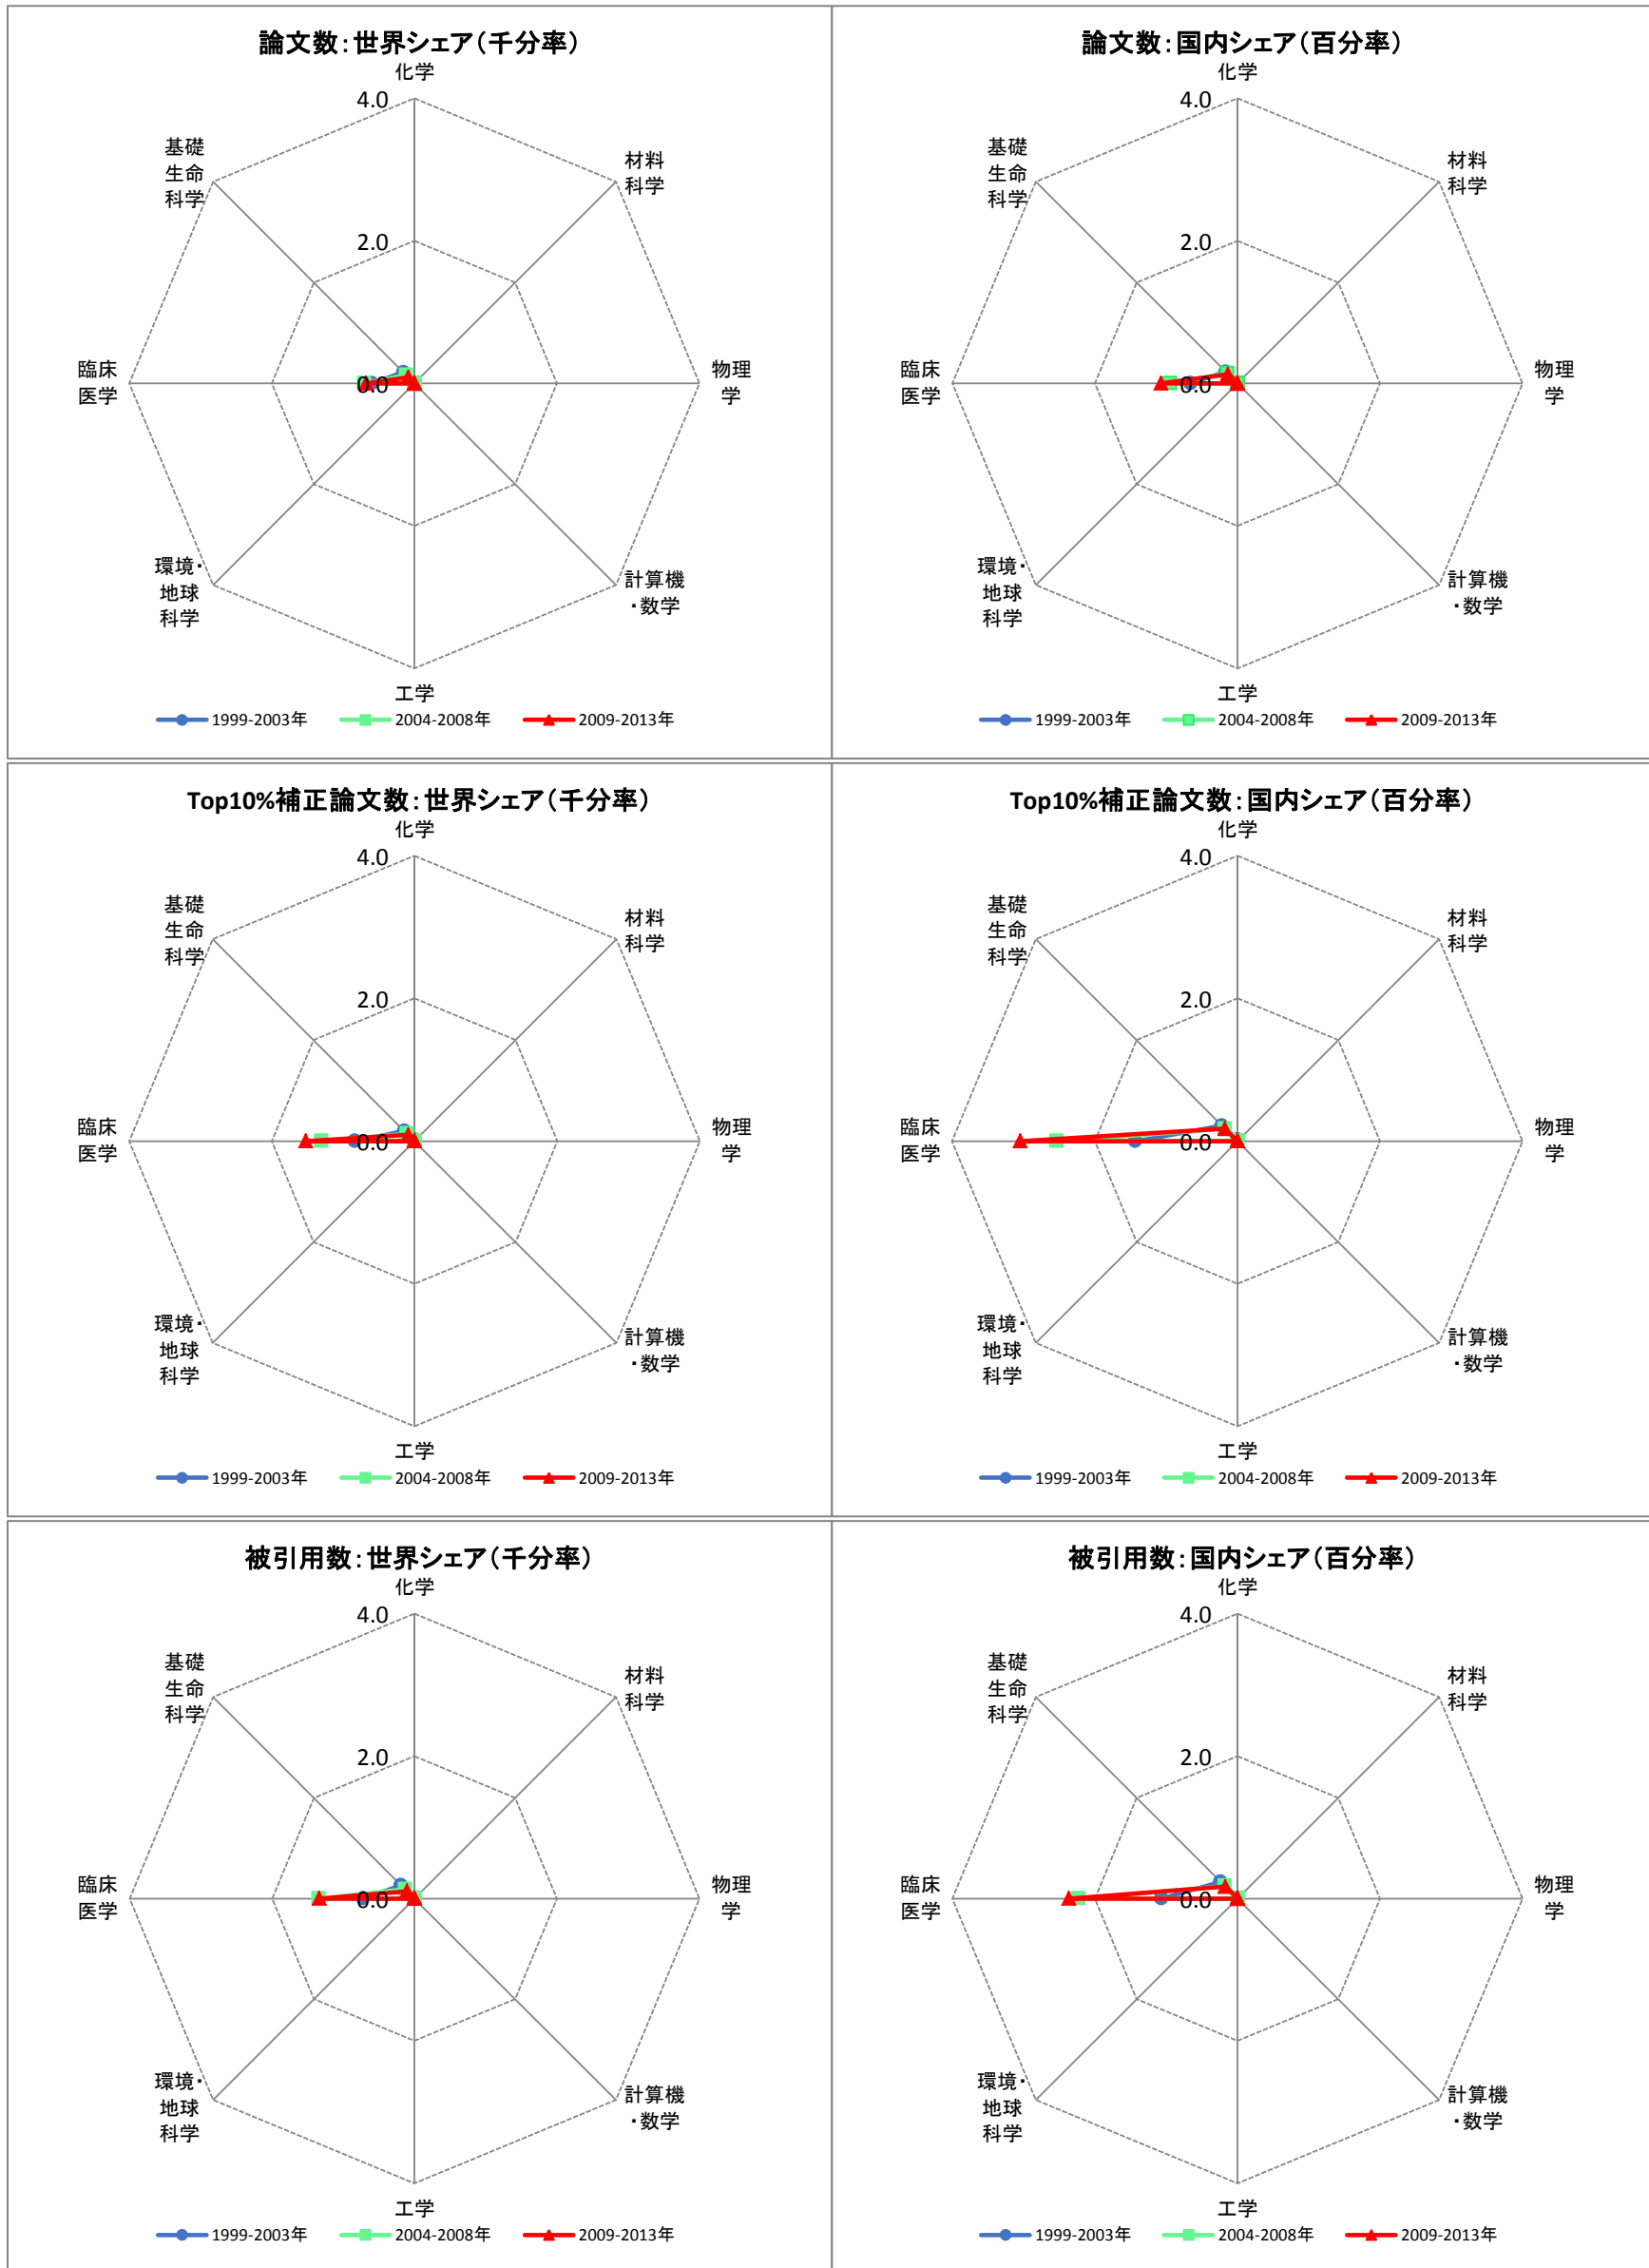 論文数：世界シェア（千分率）
化学
4.0
基礎
生命
科学
材料
科学
2.0
臨床
医学
0.0
物理
学
環境・
地球
科学
計算機
・数学
工学
1999-2003年
2004-2008年
2009-2013年
論文数：国内シェア（百分率）
化学
4.0
基礎
生命
科学
材料
科学
2.0
臨床
医学
0.0
物理
学
環境・
地球
科学
計算機
・数学
工学
1999-2003年
2004-2008年
2009-2013年
Top10%補正論文数：世界シェア（千分率）
化学
4.0
基礎
生命
科学
材料
科学
2.0
臨床
医学
0.0
物理
学
環境・
地球
科学
計算機
・数学
工学
1999-2003年
2004-2008年
2009-2013年
Top10%補正論文数：国内シェア（百分率）
化学
4.0
基礎
生命
科学
材料
科学
2.0
臨床
医学
0.0
物理
学
環境・
地球
科学
計算機
・数学
工学
1999-2003年
2004-2008年
2009-2013年
被引用数：世界シェア（千分率）
化学
4.0
基礎
生命
科学
材料
科学
2.0
臨床
医学
0.0
物理
学
環境・
地球
科学
計算機
・数学
工学
1999-2003年
2004-2008年
2009-2013年
被引用数：国内シェア（百分率）
化学
4.0
基礎
生命
科学
材料
科学
2.0
臨床
医学
0.0
物理
学
環境・
地球
科学
計算機
・数学
工学
1999-2003年
2004-2008年
2009-2013年